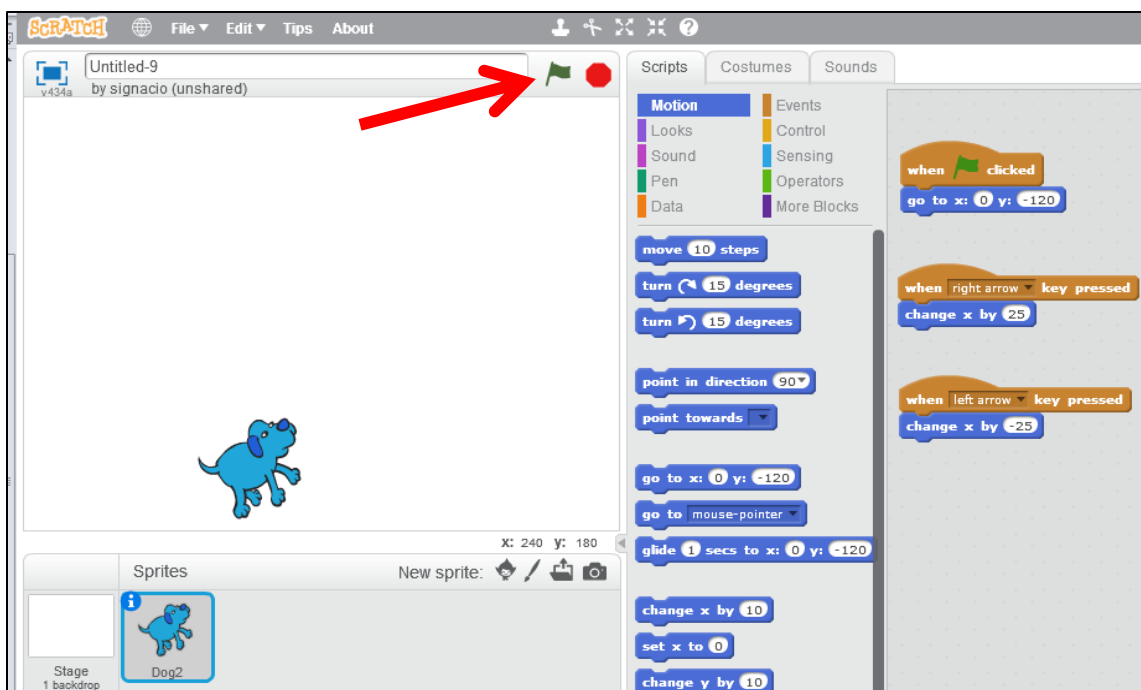 SCRATCH File Edit Tips About
Untitled-9
v434a by signacio (unshared)
Scripts Costumes Sounds
Motion Events
Looks Control
Sound Sensing
Pen Operators
Data More Blocks
move 10 steps
turn 15 degrees
turn 15 degrees
point in direction 90
point towards
go to x: 0 y: -120
go to mouse-pointer
glide 1 secs to x: 0 y: -120
change x by 10
set x to 0
change y by 10
when clicked
go to x: 0 y: -120
when right arrow key pressed
change x by 25
when left arrow key pressed
change x by -25
x: 240 y: 180
Sprites New sprite:
Stage
1 backdrop
Dog2